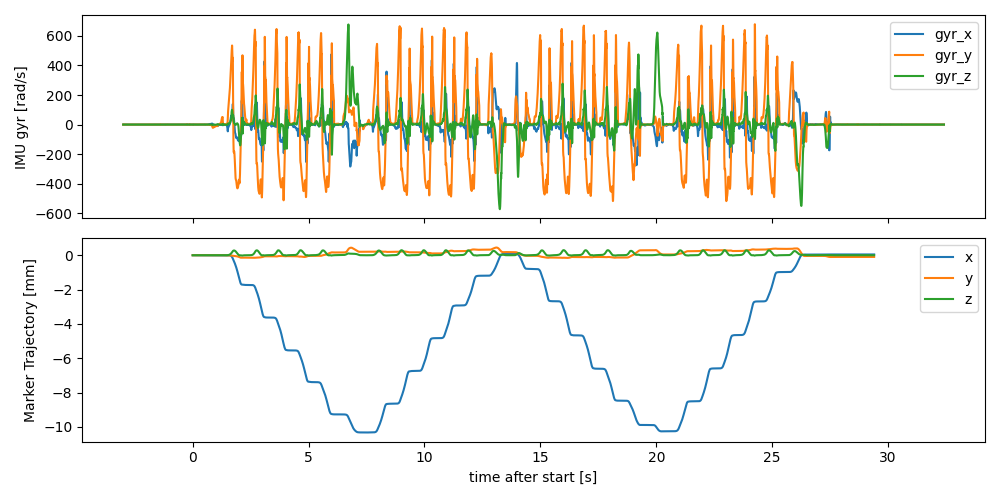 600
400
200
0
−200
−400
−600
IMU gyr [rad/s]
gyr_x
gyr_y
gyr_z
0
−2
−4
−6
−8
−10
Marker Trajectory [mm]
x
y
z
0 5 10 15 20 25 30
time after start [s]